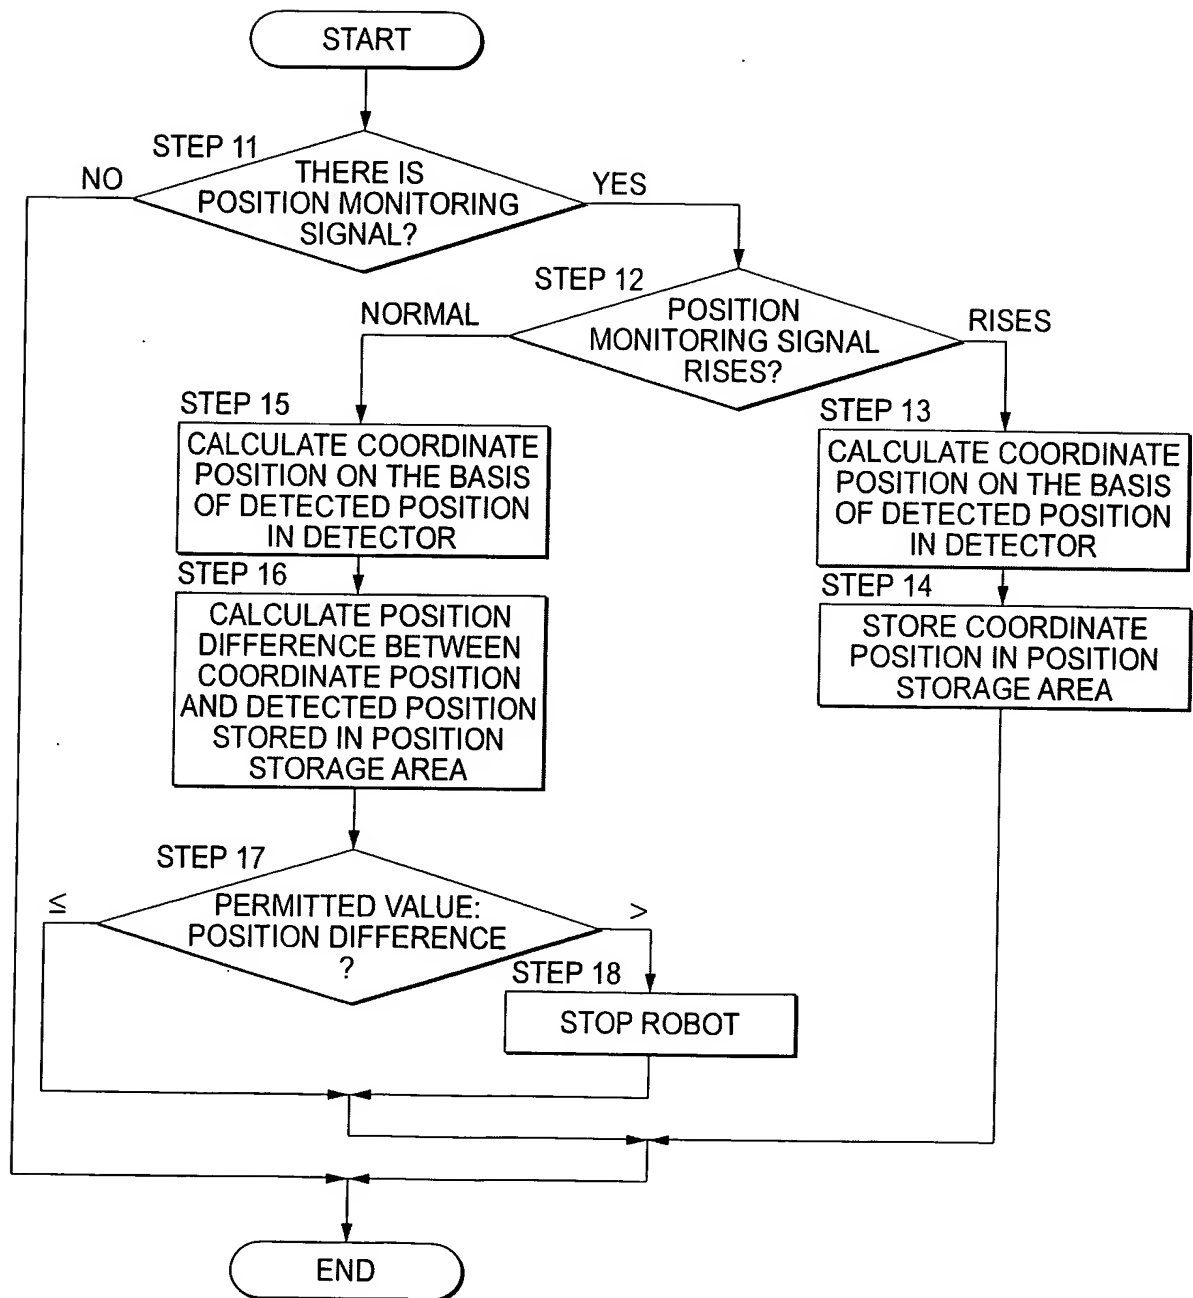 START
STEP 11
THERE IS
POSITION MONITORING
SIGNAL?
NO
YES
STEP 12
POSITION
MONITORING SIGNAL
RISES?
NORMAL
RISES
STEP 15
CALCULATE COORDINATE
POSITION ON THE BASIS
OF DETECTED POSITION
IN DETECTOR
STEP 13
CALCULATE COORDINATE
POSITION ON THE BASIS
OF DETECTED POSITION
IN DETECTOR
STEP 16
CALCULATE POSITION
DIFFERENCE BETWEEN
COORDINATE POSITION
AND DETECTED POSITION
STORED IN POSITION
STORAGE AREA
STEP 14
STORE COORDINATE
POSITION IN POSITION
STORAGE AREA
STEP 17
PERMITTED VALUE:
POSITION DIFFERENCE
?
≤
>
STEP 18
STOP ROBOT
END